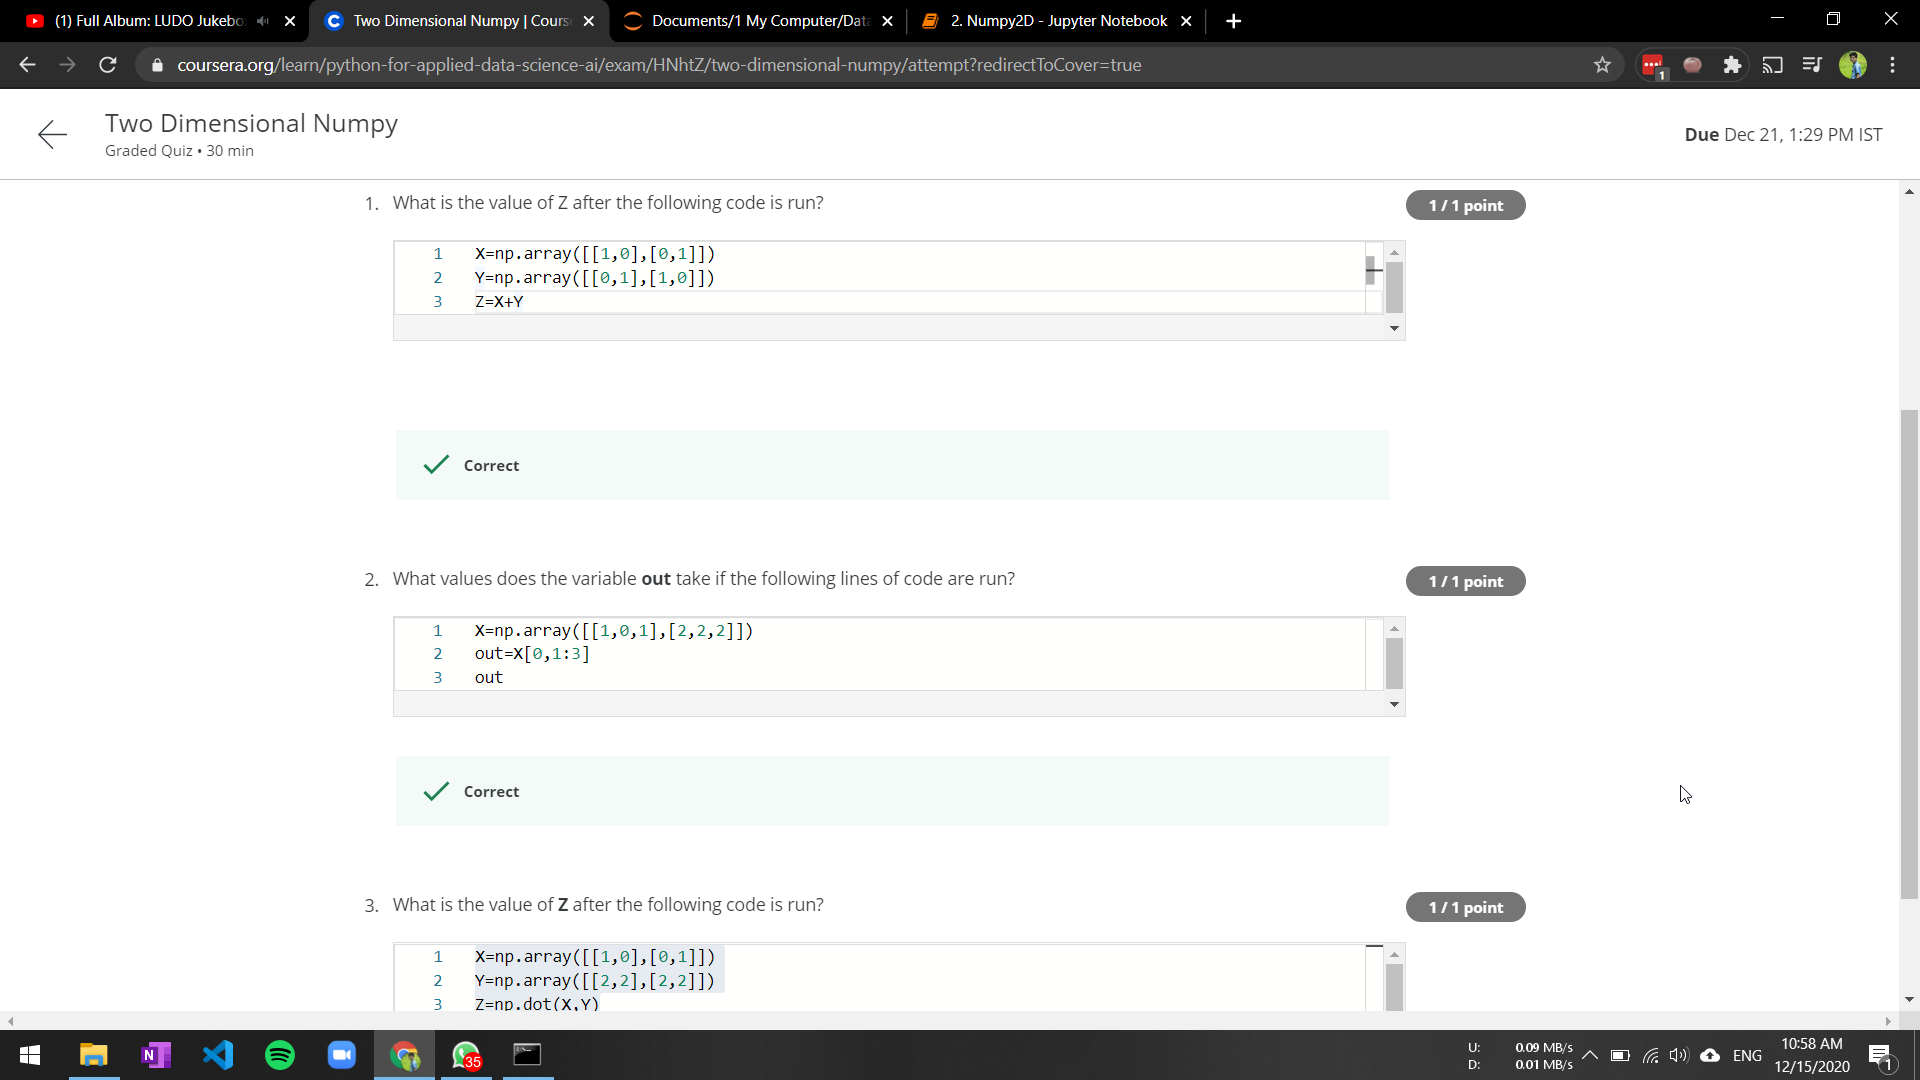 (1) Full Album: LUDO Jukebo
Two Dimensional Numpy | Cours
Documents/1 My Computer/Data
2. Numpy2D - Jupyter Notebook
coursera.org/learn/python-for-applied-data-science-ai/exam/HNhtZ/two-dimensional-numpy/attempt?redirectToCover=true
1
Two Dimensional Numpy
Graded Quiz • 30 min
Due Dec 21, 1:29 PM IST
1. What is the value of Z after the following code is run?
1 / 1 point
1 X=np.array([[1,0],[0,1]])
2 Y=np.array([[0,1],[1,0]])
3 Z=X+Y
Correct
2. What values does the variable out take if the following lines of code are run?
1 / 1 point
1 X=np.array([[1,0,1],[2,2,2]])
2 out=X[0,1:3]
3 out
Correct
3. What is the value of Z after the following code is run?
1 / 1 point
1 X=np.array([[1,0],[0,1]])
2 Y=np.array([[2,2],[2,2]])
3 Z=np.dot(X,Y)
N
35
U: 0.09 MB/s
D: 0.01 MB/s
ENG
10:58 AM
12/15/2020
1